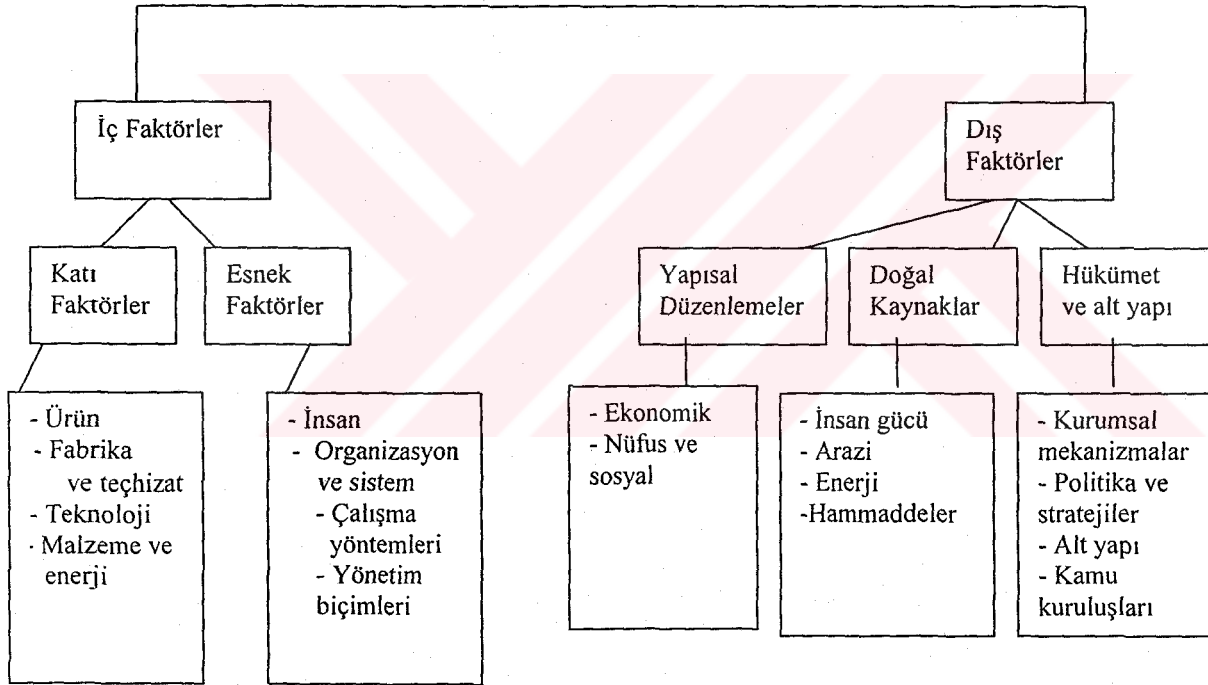 İç Faktörler
Dış
Faktörler
Katı
Faktörler
Esnek
Faktörler
Yapısal
Düzenlemeler
Doğal
Kaynaklar
Hükümet
ve alt yapı
- Ürün
- Fabrika
ve teçhizat
- Teknoloji
- Malzeme ve
enerji
- İnsan
- Organizasyon
ve sistem
- Çalışma
yöntemleri
- Yönetim
biçimleri
- Ekonomik
- Nüfus ve
sosyal
- İnsan gücü
- Arazi
- Enerji
-Hammaddeler
- Kurumsal
mekanizmalar
- Politika ve
stratejiler
- Alt yapı
- Kamu
kuruluşları